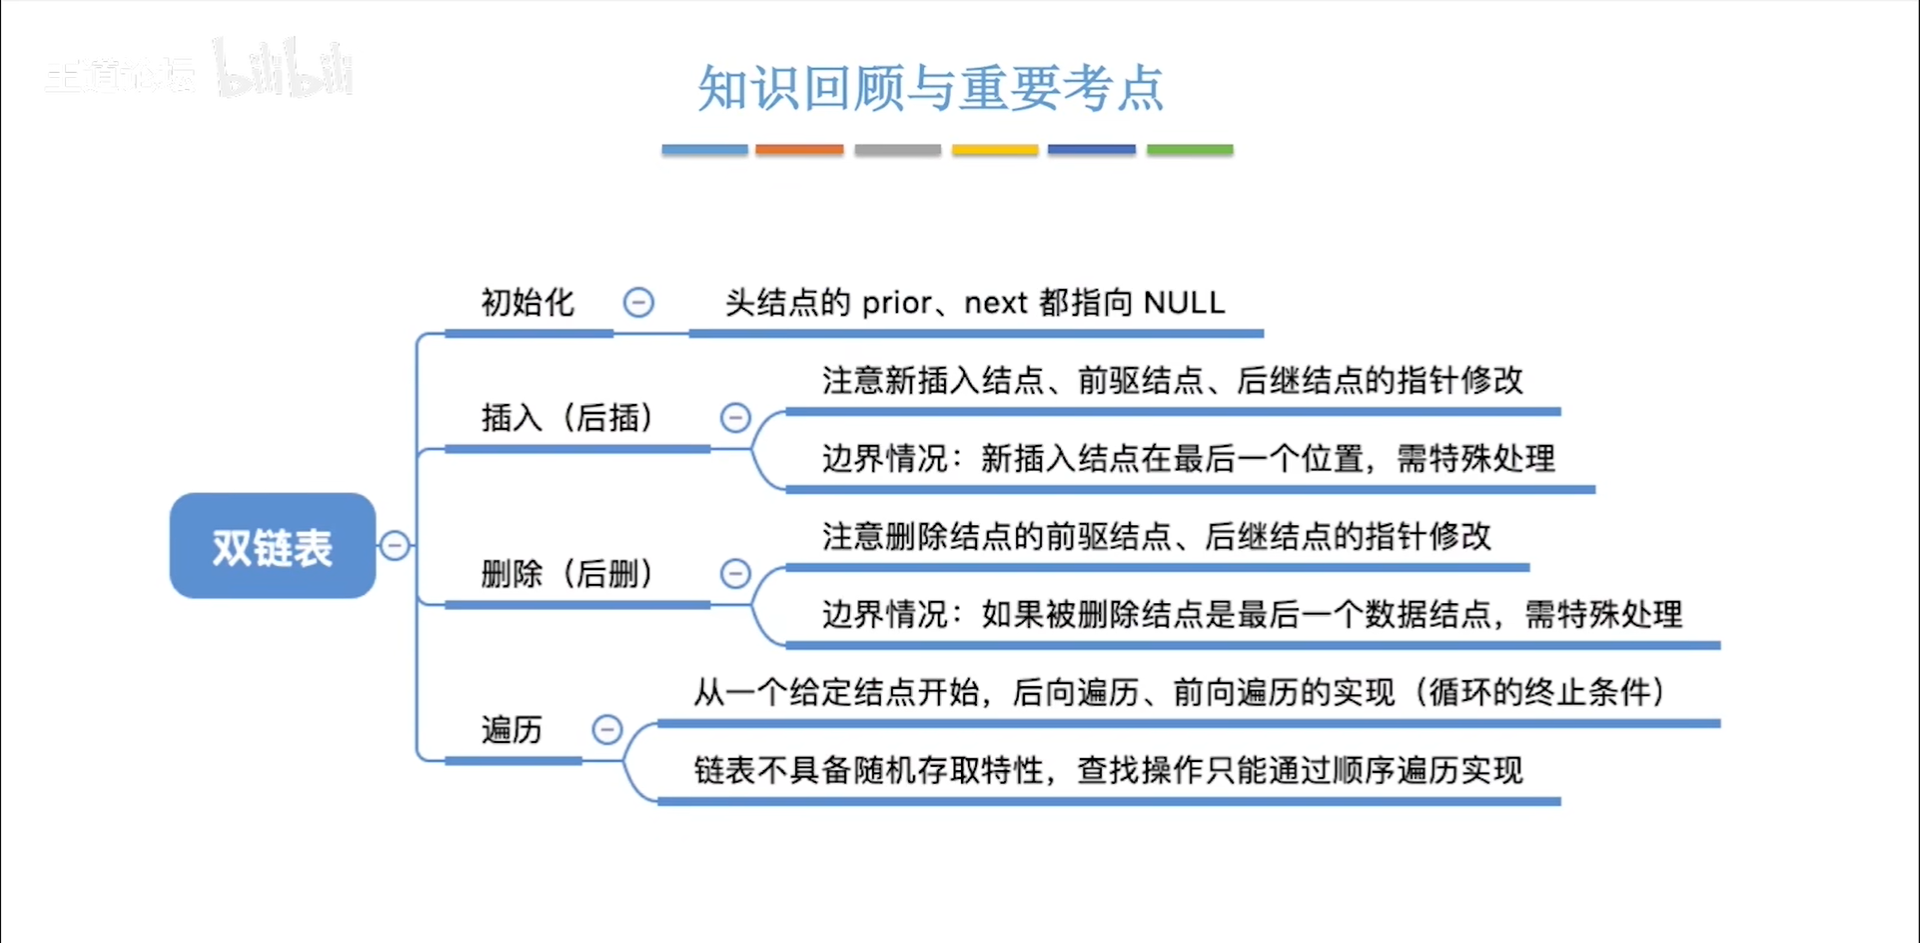 王道论坛 bilibili
知识回顾与重要考点
初始化
头结点的 prior、next 都指向 NULL
插入（后插）
注意新插入结点、前驱结点、后继结点的指针修改
边界情况：新插入结点在最后一个位置，需特殊处理
双链表
删除（后删）
注意删除结点的前驱结点、后继结点的指针修改
边界情况：如果被删除结点是最后一个数据结点，需特殊处理
遍历
从一个给定结点开始，后向遍历、前向遍历的实现（循环的终止条件）
链表不具备随机存取特性，查找操作只能通过顺序遍历实现